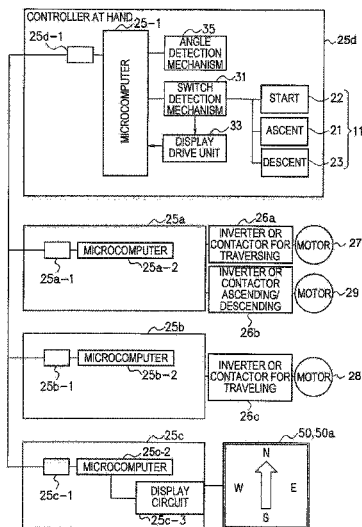 CONTROLLER AT HAND
25-1
35
25d-1
25d
MICROCOMPUTER
ANGLE
DETECTION
MECHANISM
31
SWITCH
DETECTION
MECHANISM
START
22
33
11
DISPLAY
DRIVE UNIT
ASCENT
21
DESCENT
23
25a
26a
INVERTER OR
CONTACTOR FOR
TRAVERSING
MOTOR
27
MICROCOMPUTER
25a-1
25a-2
INVERTER OR
CONTACTOR
ASCENDING/
DESCENDING
MOTOR
29
26b
25b
MICROCOMPUTER
25b-1
25b-2
INVERTER OR
CONTACTOR FOR
TRAVELING
MOTOR
28
26c
25c
25c-2
50,50a
MICROCOMPUTER
25c-1
DISPLAY
CIRCUIT
25c-3
N
W
E
S